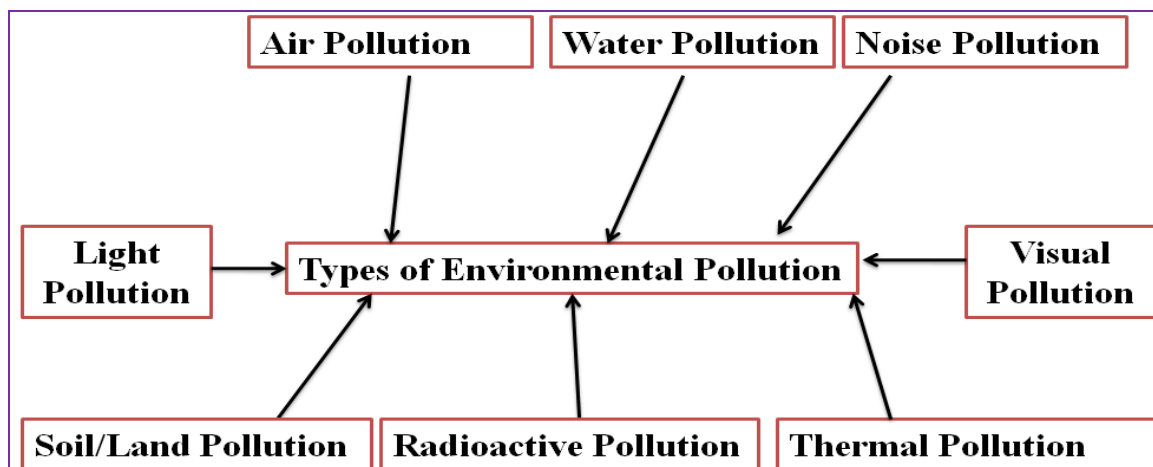 Air Pollution
Water Pollution
Noise Pollution
Light
Pollution
Types of Environmental Pollution
Visual
Pollution
Soil/Land Pollution
Radioactive Pollution
Thermal Pollution